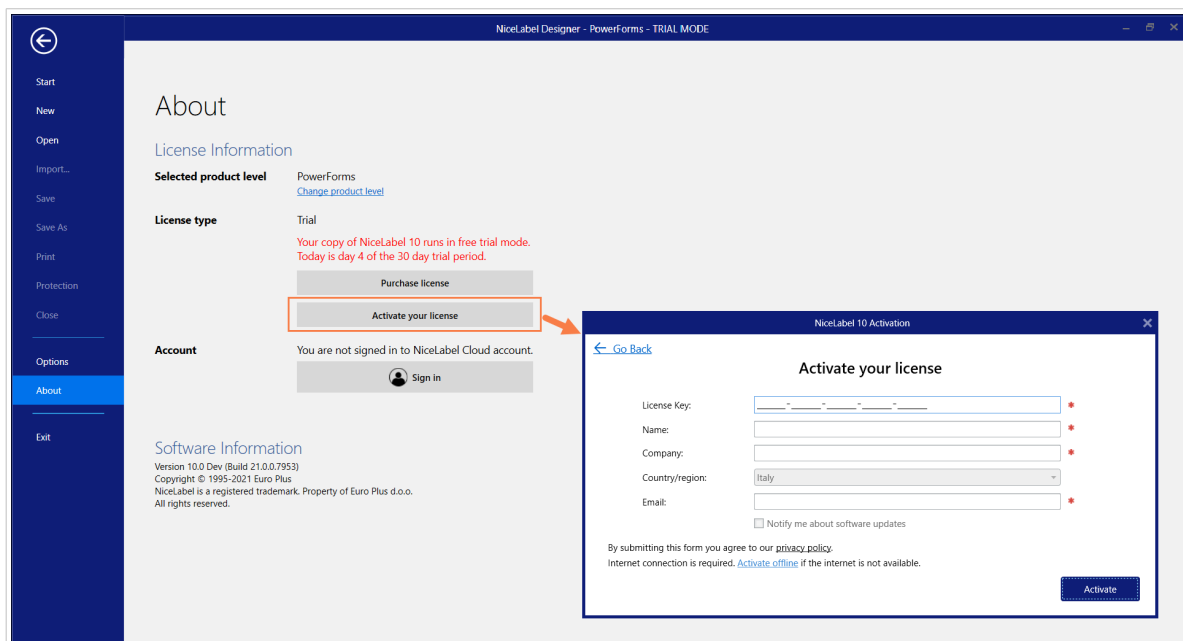 NiceLabel Designer - PowerForms - TRIAL MODE
Start
New
Open
Import...
Save
Save As
Print
Protection
Close
Options
About
Exit
About
License Information
Selected product level PowerForms
Change product level
License type Trial
Your copy of NiceLabel 10 runs in free trial mode.
Today is day 4 of the 30 day trial period.
Purchase license
Activate your license
Account You are not signed in to NiceLabel Cloud account.
Sign in
Software Information
Version 10.0 Dev (Build 21.0.0.7953)
Copyright © 1995-2021 Euro Plus
NiceLabel is a registered trademark. Property of Euro Plus d.o.o.
All rights reserved.
NiceLabel 10 Activation
Go Back
Activate your license
License Key: _____-_____-_____-_____-_____ *
Name: *
Company: *
Country/region: Italy
Email: *
Notify me about software updates
By submitting this form you agree to our privacy policy.
Internet connection is required. Activate offline if the internet is not available.
Activate